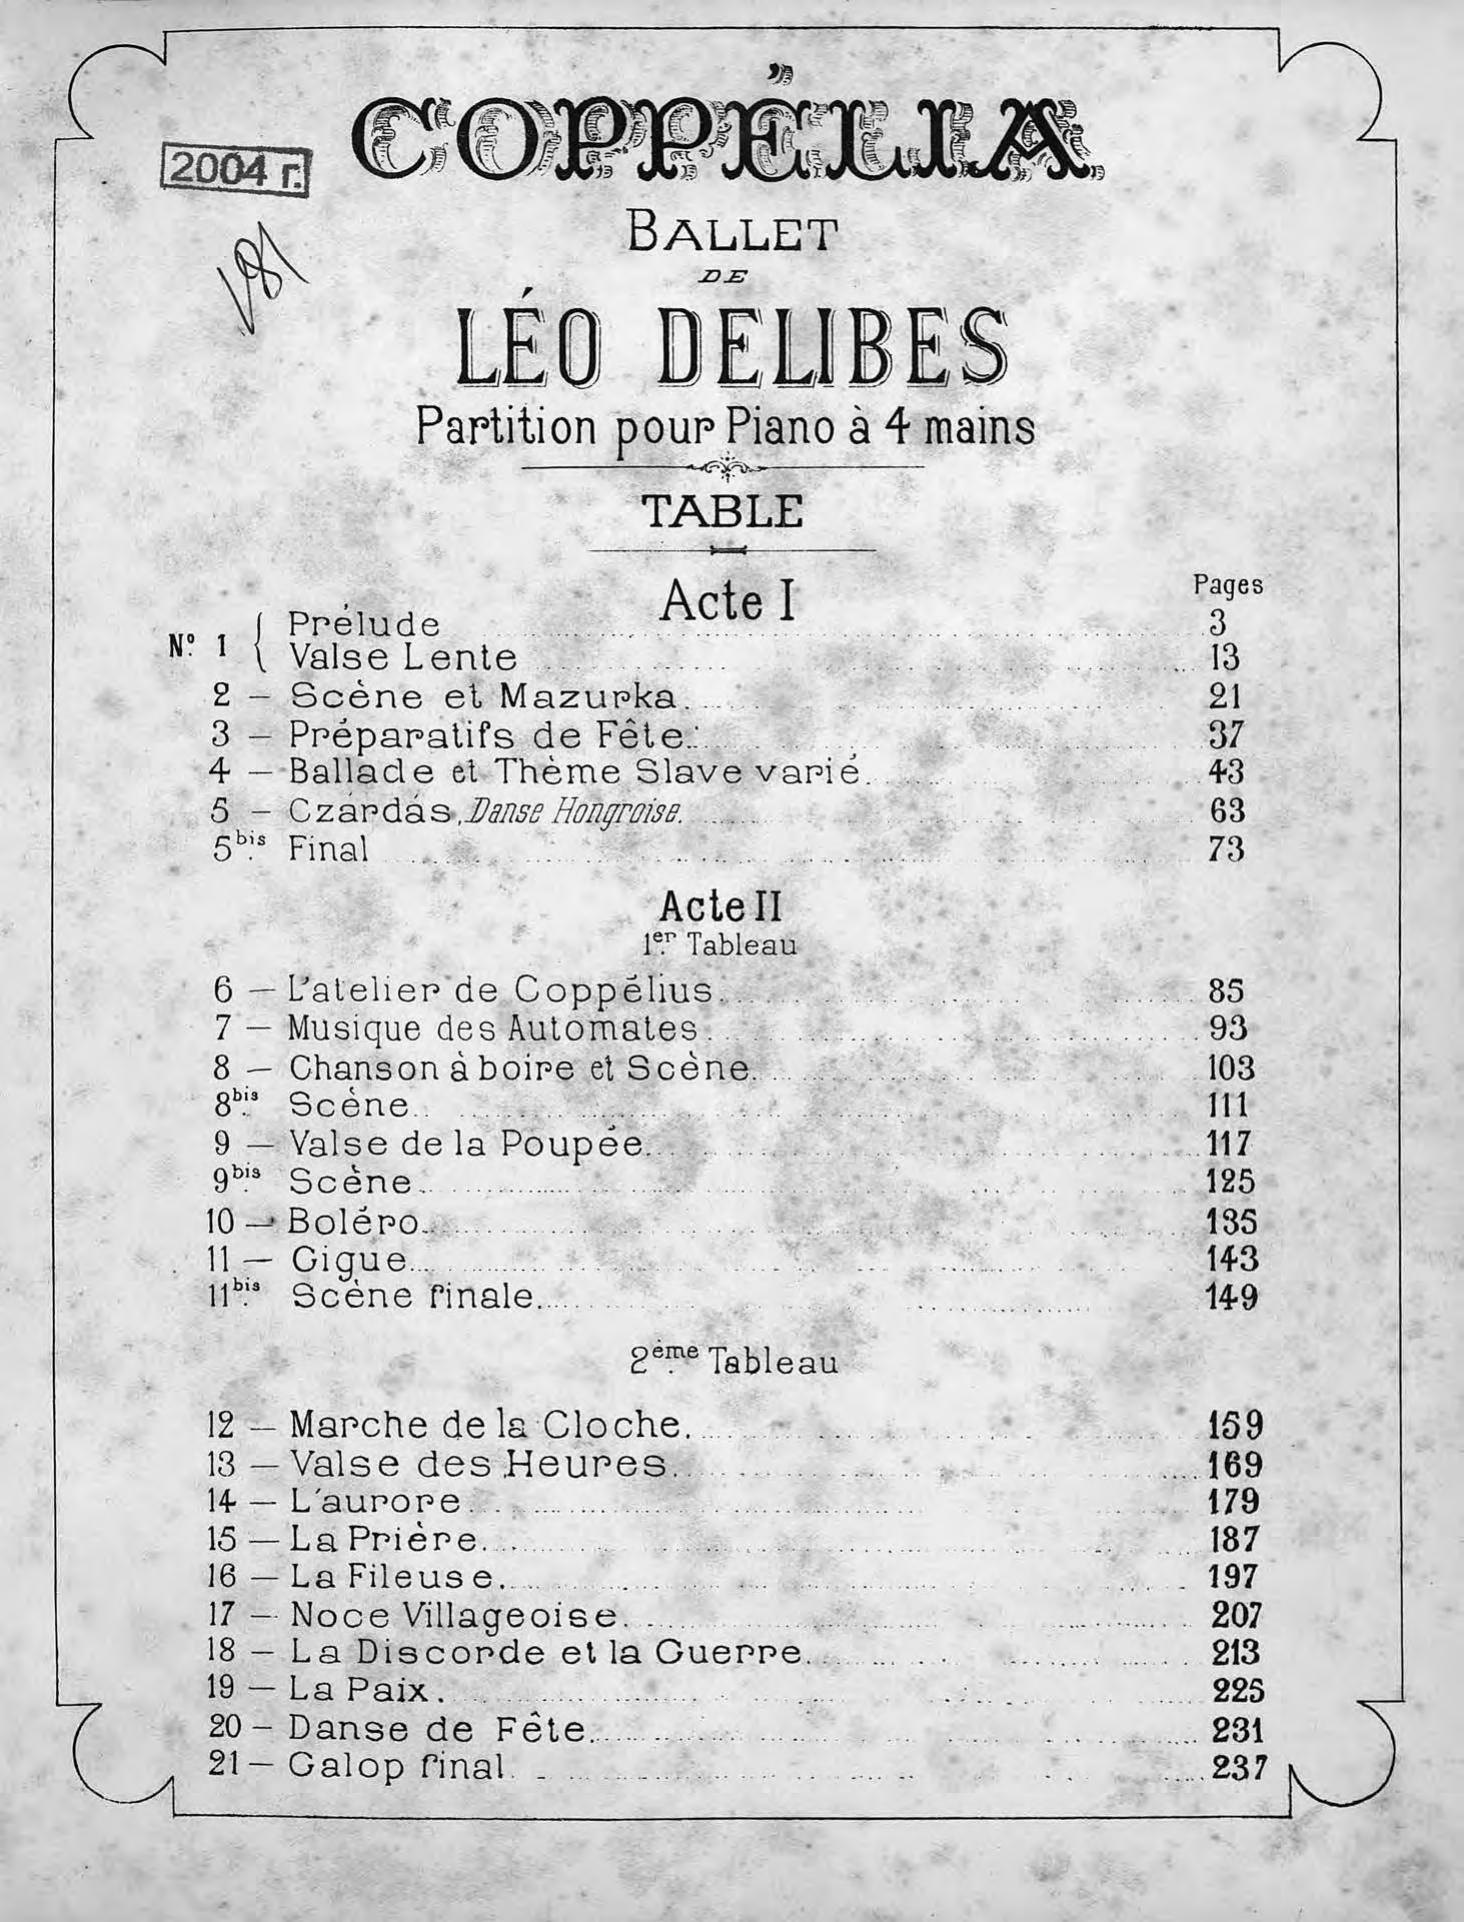 COPPÉLIA
2004 г.
V81
BALLET
DE
LÉO DELIBES
Partition pour Piano à 4 mains
TABLE
Acte I
Pages
Nº 1 { Prélude 3
Valse Lente 13
2 – Scène et Mazurka. 21
3 – Préparatifs de Fête. 37
4 – Ballade et Thème Slave varié. 43
5 – Czárdás, Danse Hongroise. 63
5bis. Final 73
Acte II
1er. Tableau
6 – L'atelier de Coppélius. 85
7 – Musique des Automates. 93
8 – Chanson à boire et Scène. 103
8bis. Scène. 111
9 – Valse de la Poupée. 117
9bis. Scène. 125
10 – Boléro. 135
11 – Gigue. 143
11bis. Scène finale. 149
2ème. Tableau
12 – Marche de la Cloche. 159
13 – Valse des Heures. 169
14 – L'aurore. 179
15 – La Prière. 187
16 – La Fileuse. 197
17 – Noce Villageoise. 207
18 – La Discorde et la Guerre. 213
19 – La Paix. 225
20 – Danse de Fête. 231
21 – Galop final. 237